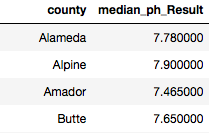 county median_ph_Result
Alameda 7.780000
Alpine 7.900000
Amador 7.465000
Butte 7.650000